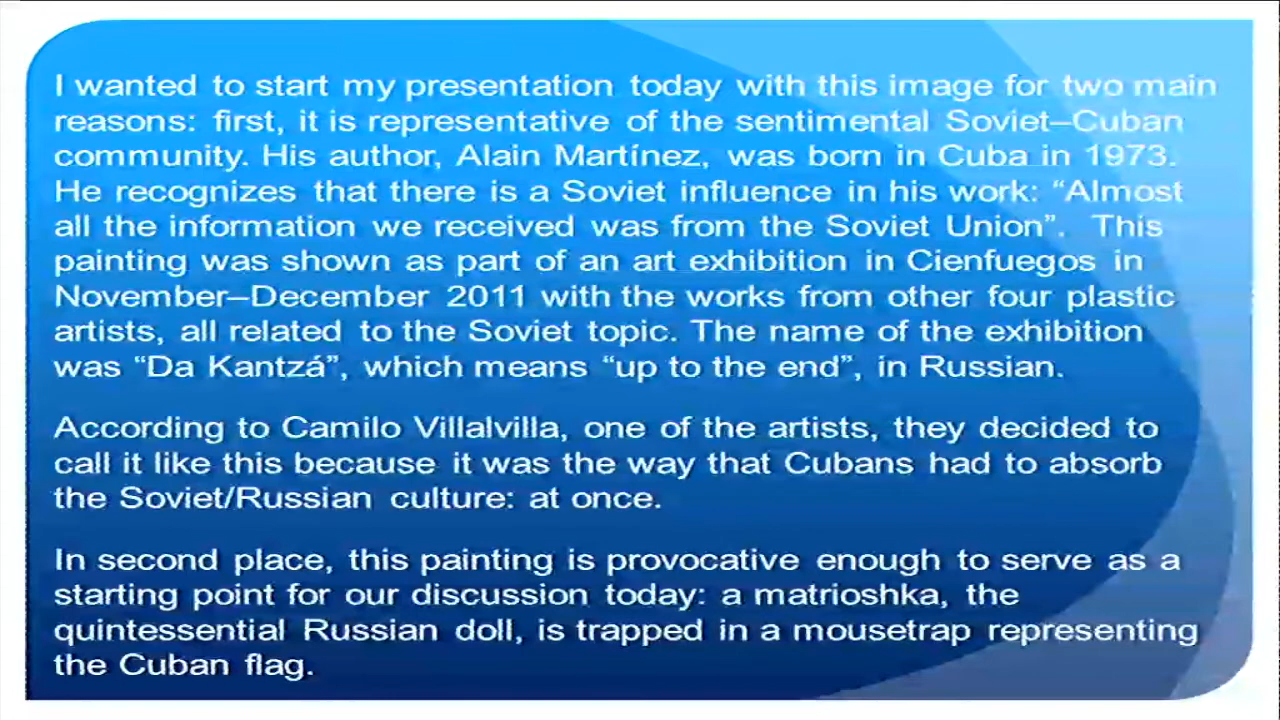 I wanted to start my presentation today with this image for two main
reasons: first, it is representative of the sentimental Soviet–Cuban
community. His author, Alain Martínez, was born in Cuba in 1973.
He recognizes that there is a Soviet influence in his work: “Almost
all the information we received was from the Soviet Union”. This
painting was shown as part of an art exhibition in Cienfuegos in
November–December 2011 with the works from other four plastic
artists, all related to the Soviet topic. The name of the exhibition
was “Da Kantzá”, which means “up to the end”, in Russian.
According to Camilo Villalvilla, one of the artists, they decided to
call it like this because it was the way that Cubans had to absorb
the Soviet/Russian culture: at once.
In second place, this painting is provocative enough to serve as a
starting point for our discussion today: a matrioshka, the
quintessential Russian doll, is trapped in a mousetrap representing
the Cuban flag.